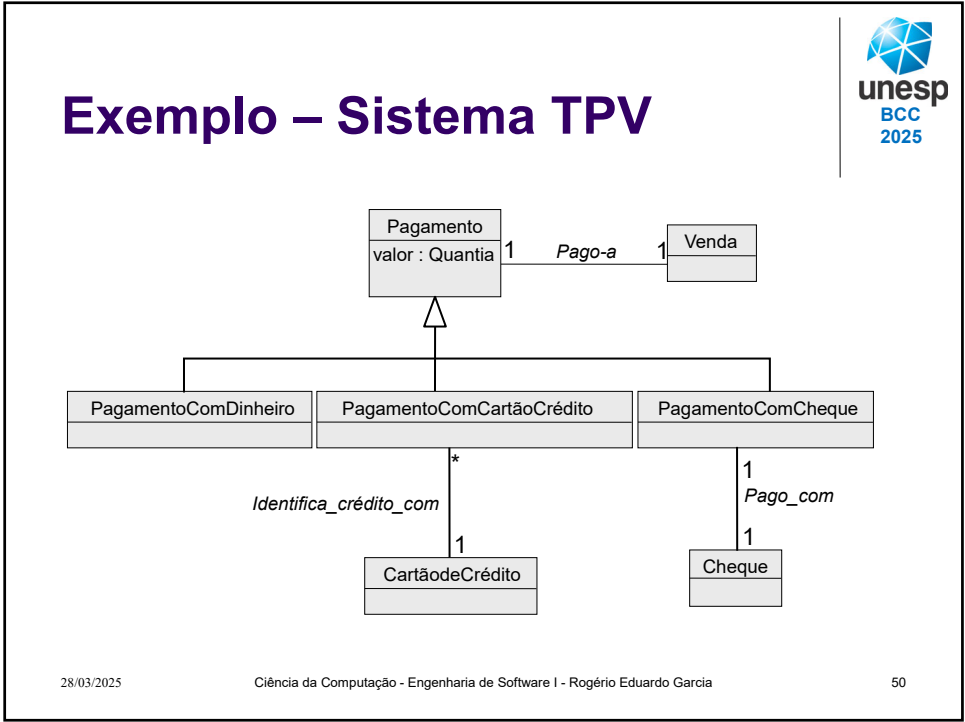 Exemplo – Sistema TPV
unesp
BCC
2025
Pagamento
valor : Quantia
1
Pago-a
1
Venda
PagamentoComDinheiro
PagamentoComCartãoCrédito
PagamentoComCheque
*
Identifica_crédito_com
1
CartãodeCrédito
1
Pago_com
1
Cheque
28/03/2025
Ciência da Computação - Engenharia de Software I - Rogério Eduardo Garcia
50